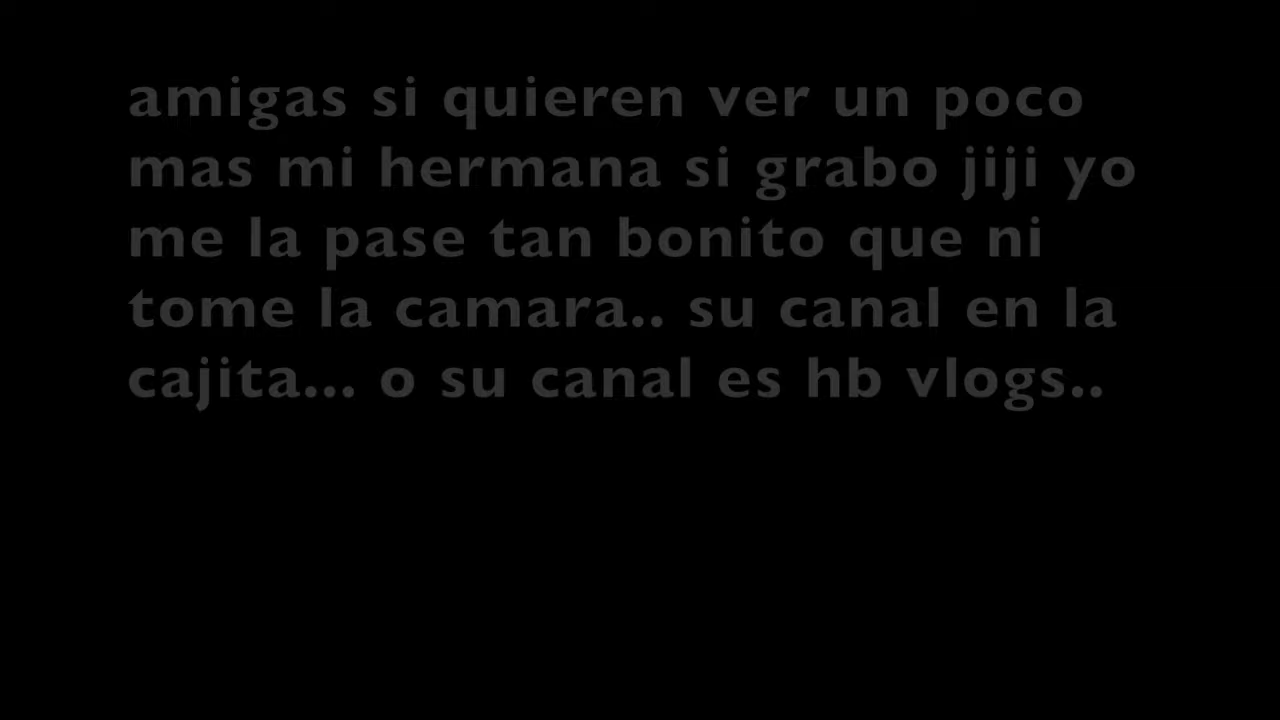 amigas si quieren ver un poco
mas mi hermana si grabo jiji yo
me la pase tan bonito que ni
tome la camara.. su canal en la
cajita... o su canal es hb vlogs..